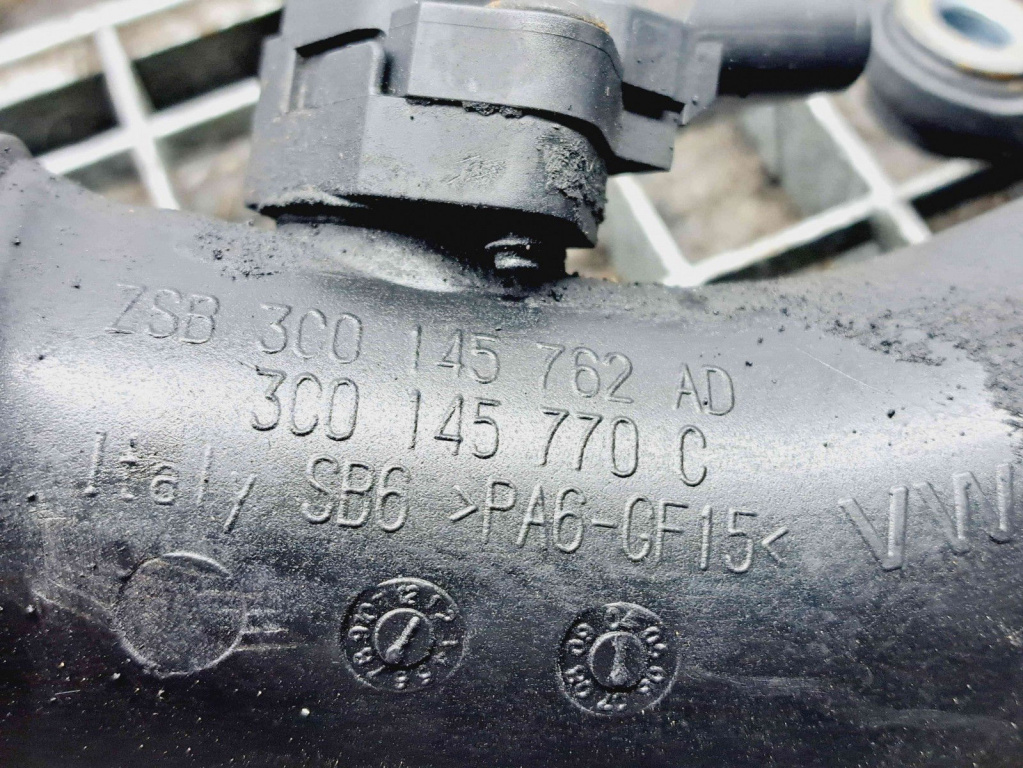 ZSB 3C0 145 762 AD
3C0 145 770 C
Italy SB6 >PA6-GF15< VW